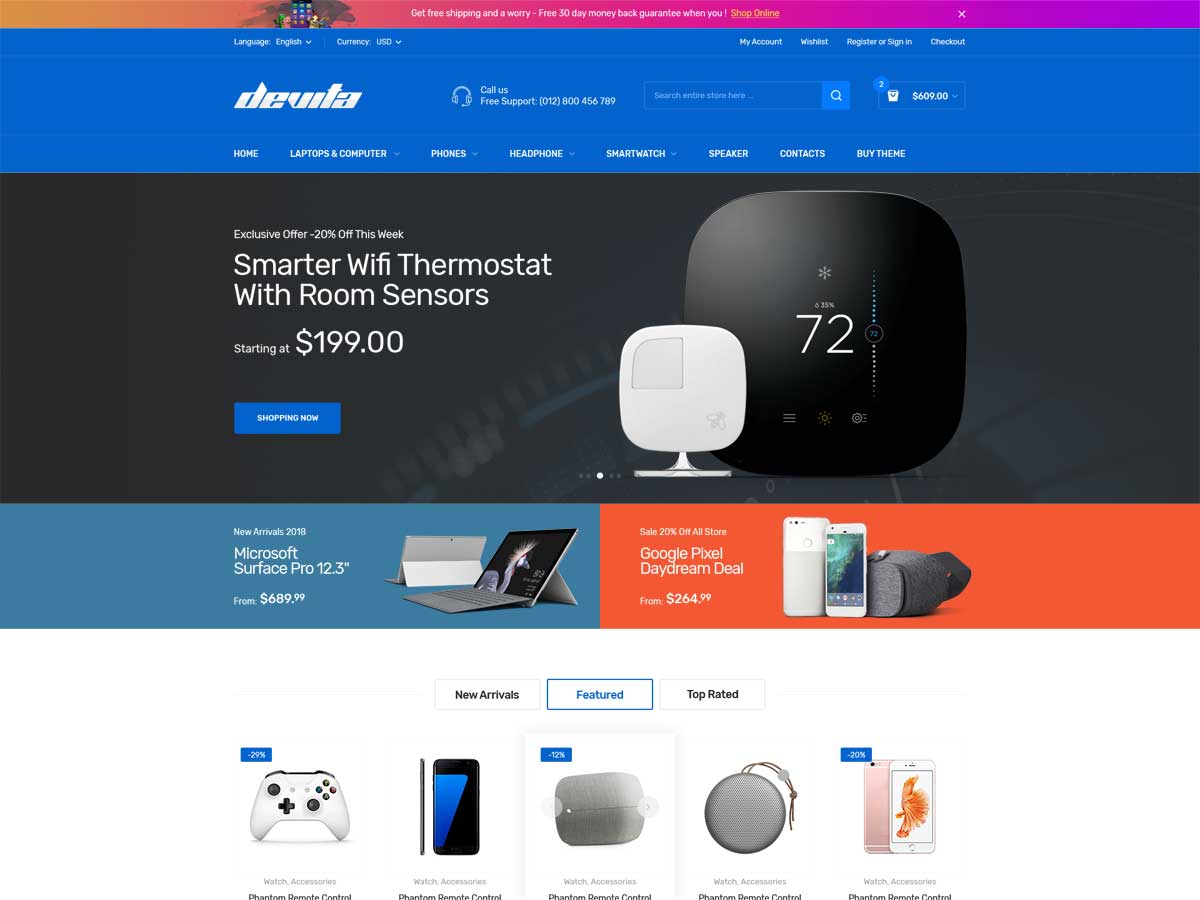 Get free shipping and a worry - Free 30 day money back guarantee when you ! Shop Online
Language: English Currency: USD
My Account Wishlist Register or Sign in Checkout
devita
Call us
Free Support: (012) 800 456 789
Search entire store here ...
2
$609.00
HOME LAPTOPS & COMPUTER PHONES HEADPHONE SMARTWATCH SPEAKER CONTACTS BUY THEME
Exclusive Offer -20% Off This Week
Smarter Wifi Thermostat
With Room Sensors
Starting at $199.00
SHOPPING NOW
35%
72
72
New Arrivals 2018
Microsoft
Surface Pro 12.3"
From: $689.99
Sale 20% Off All Store
Google Pixel
Daydream Deal
From: $264.99
New Arrivals Featured Top Rated
-29%
-12%
-20%
Watch, Accessories Watch, Accessories Watch, Accessories Watch, Accessories Watch, Accessories
Phantom Remote Control Phantom Remote Control Phantom Remote Control Phantom Remote Control Phantom Remote Control